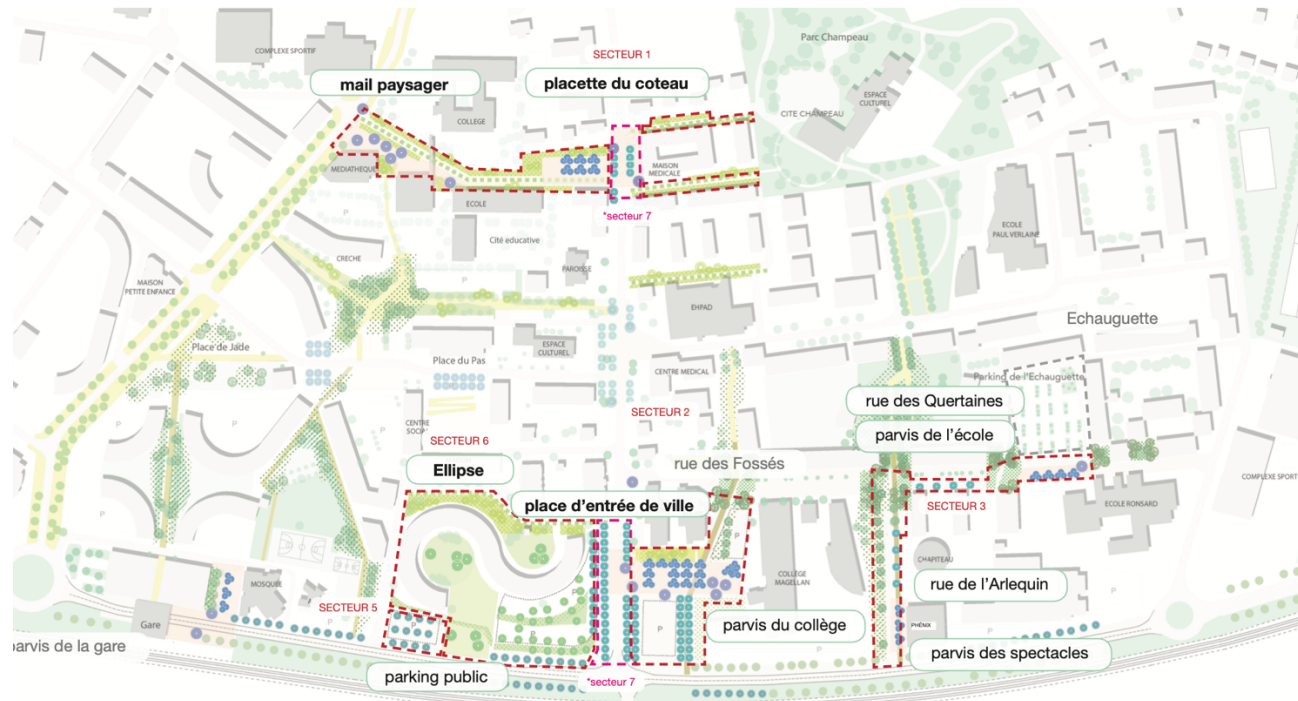 Parc Champeau
COMPLEXE SPORTIF
SECTEUR 1
mail paysager
placette du coteau
ESPACE
CULTUREL
COLLEGE
CITE CHAMPEAU
MEDIATHEQUE
MAISON
MEDICALE
ECOLE
*secteur 7
ECOLE
PAUL VERLAINE
Cité educative
CRECHE
PAROISSE
MAISON
PETITE ENFANCE
P
EHPAD
Echauguette
Place de Jade
ESPACE
CULTUREL
Place du Pas
CENTRE MEDICAL
Parking de l'Echauguette
rue des Quertaines
SECTEUR 2
CENTRE
SOCI
parvis de l'école
SECTEUR 6
Ellipse
rue des Fossés
COMPLEXE SPORT
place d'entrée de ville
SECTEUR 3
ECOLE RONSARD
P
P
CHAPITEAU
COLLÈGE
MAGELLAN
MOSQUEE
rue de l'Arlequin
SECTEUR 5
Gare
P
PHÉNIX
P
parvis du collège
P
P
arvis de la gare
parvis des spectacles
parking public
*secteur 7